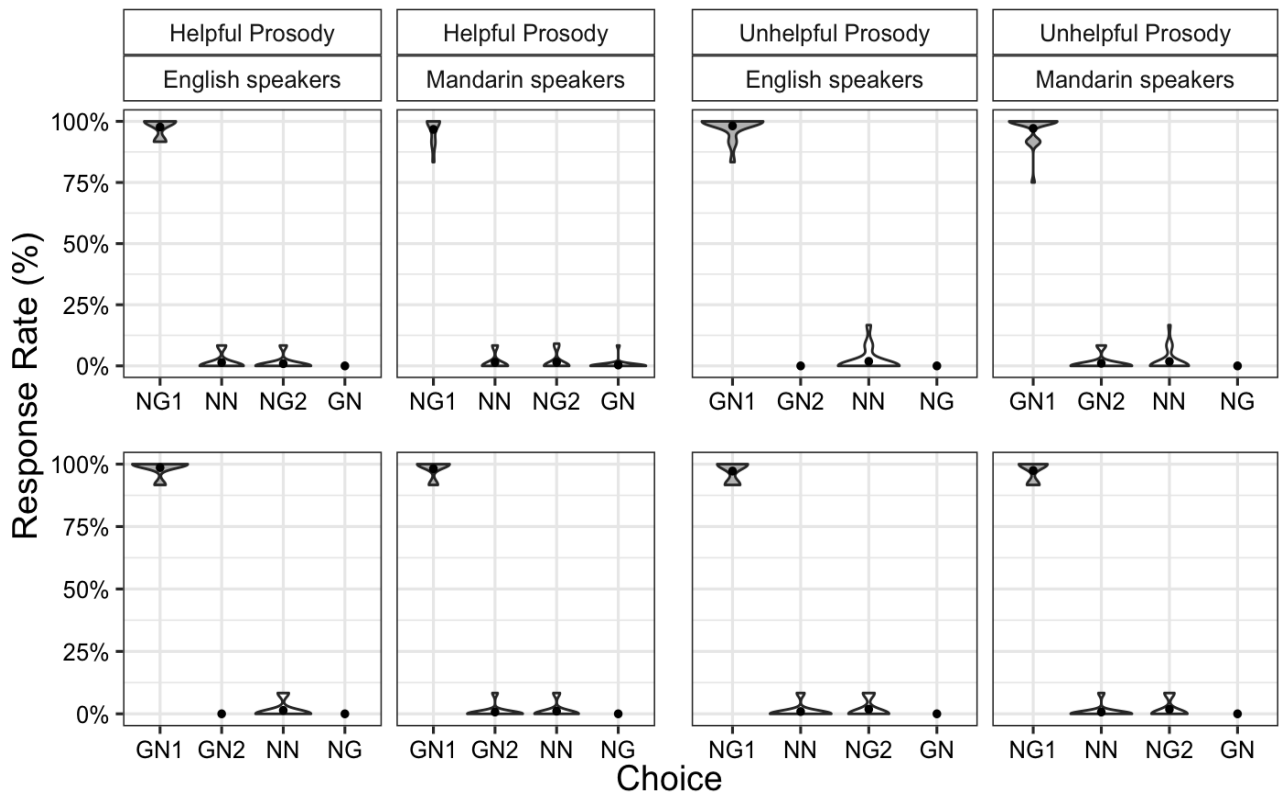 Helpful Prosody Helpful Prosody Unhelpful Prosody Unhelpful Prosody
English speakers Mandarin speakers English speakers Mandarin speakers
Response Rate (%)
100%
75%
50%
25%
0%
NG1 NN NG2 GN NG1 NN NG2 GN GN1 GN2 NN NG GN1 GN2 NN NG
100%
75%
50%
25%
0%
GN1 GN2 NN NG GN1 GN2 NN NG NG1 NN NG2 GN NG1 NN NG2 GN
Choice